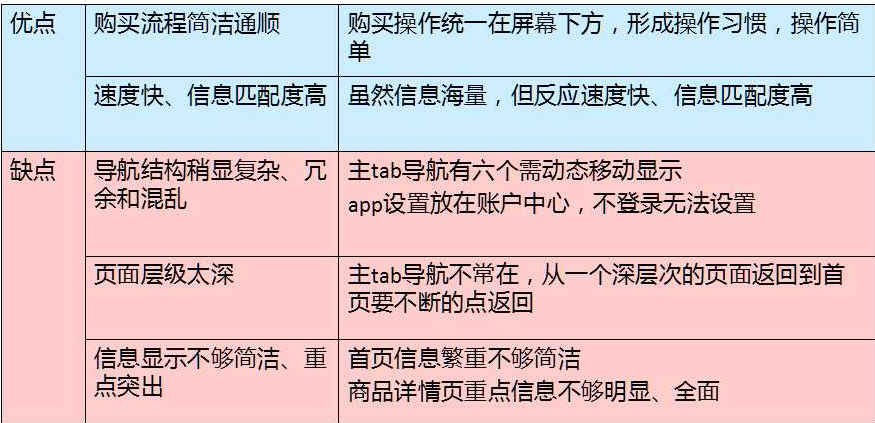 优点
购买流程简洁通顺
购买操作统一在屏幕下方，形成操作习惯，操作简
单
速度快、信息匹配度高
虽然信息海量，但反应速度快、信息匹配度高
缺点
导航结构稍显复杂、冗
余和混乱
主tab导航有六个需动态移动显示
app设置放在账户中心，不登录无法设置
页面层级太深
主tab导航不常在，从一个深层次的页面返回到首
页要不断的点返回
信息显示不够简洁、重
点突出
首页信息繁重不够简洁
商品详情页重点信息不够明显、全面